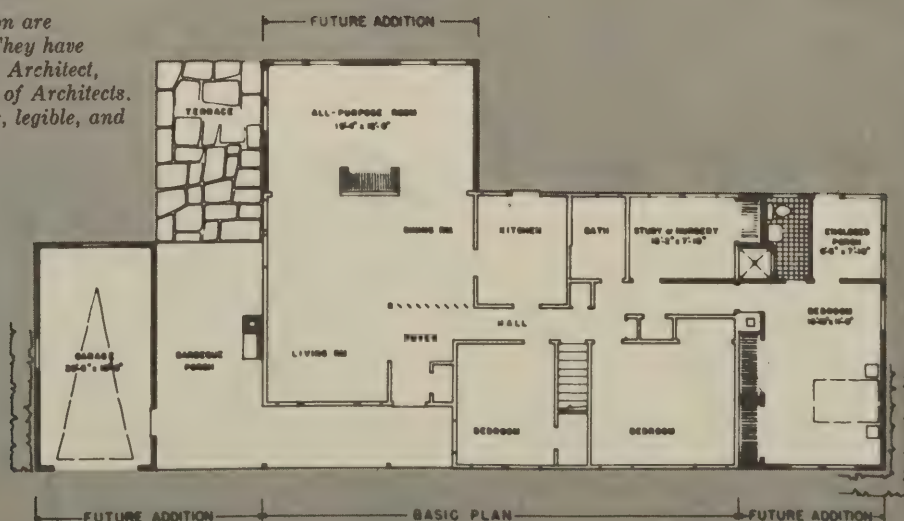 on are
They have
Architect,
of Architects.
, legible, and
FUTURE ADDITION
TERRACE
ALL-PURPOSE ROOM
DINING RM
KITCHEN
BATH
STUDY or NURSERY
ENCLOSED
PORCH
BEDROOM
HALL
FOYER
LIVING RM
GARAGE
BARBEQUE
PORCH
BEDROOM
BEDROOM
FUTURE ADDITION
BASIC PLAN
FUTURE ADDITION